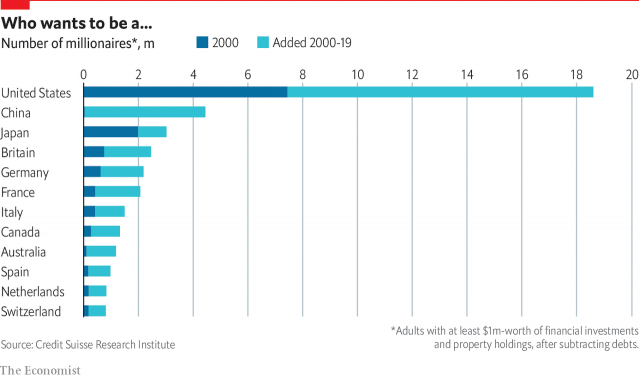 Who wants to be a...
Number of millionaires*, m 2000 Added 2000-19
0 2 4 6 8 10 12 14 16 18 20
United States
China
Japan
Britain
Germany
France
Italy
Canada
Australia
Spain
Netherlands
Switzerland
*Adults with at least $1m-worth of financial investments
Source: Credit Suisse Research Institute and property holdings, after subtracting debts.
The Economist